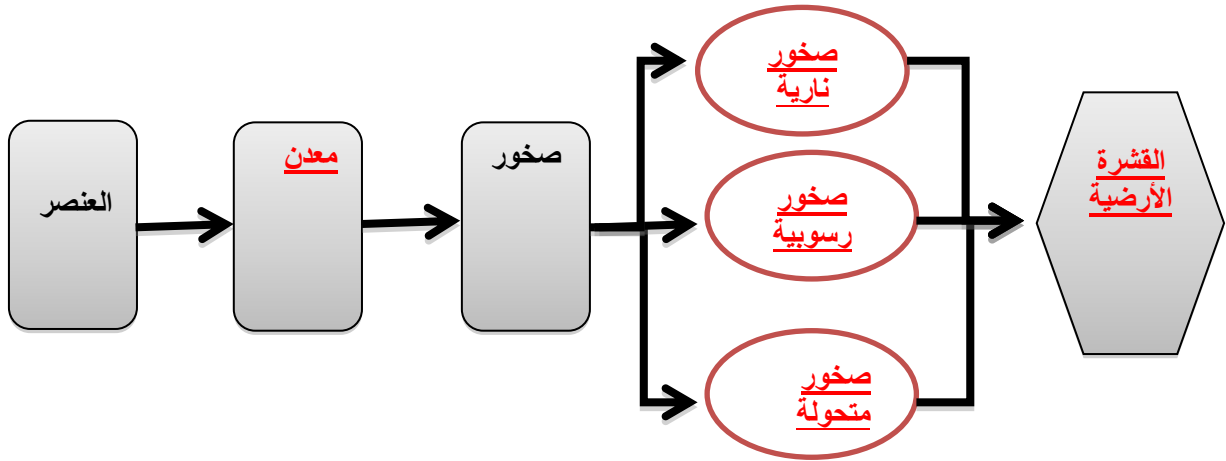 العنصر
معدن
صخور
صخور
نارية
صخور
رسوبية
صخور
متحولة
القشرة
الأرضية